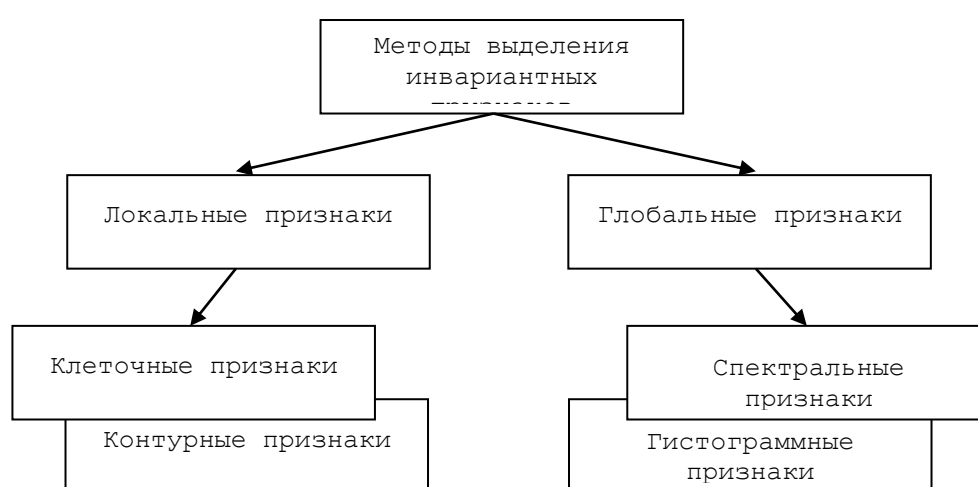 Методы выделения
инвариантных
Локальные признаки
Глобальные признаки
Клеточные признаки
Спектральные
признаки
Контурные признаки
Гистограммные
признаки